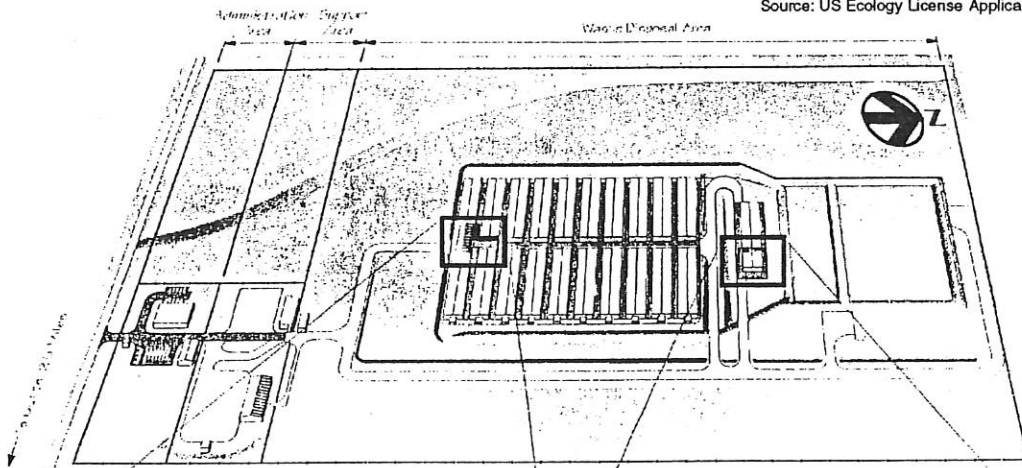 Source: US Ecology License Applica
Administration Support
Area Area
Waste Disposal Area
N